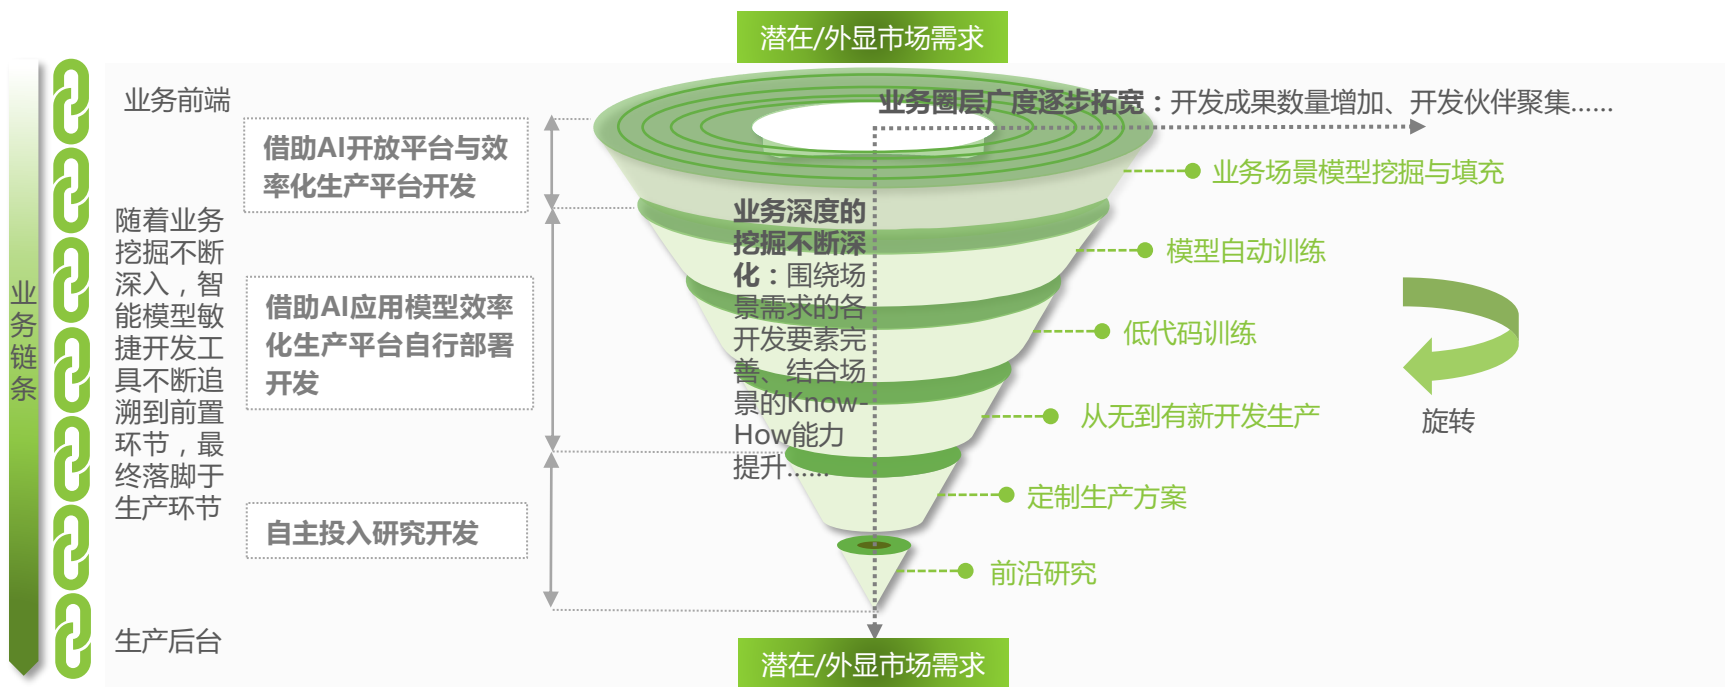 潜在/外显市场需求
业务前端
业务圈层广度逐步拓宽：开发成果数量增加、开发伙伴聚集......
借助AI开放平台与效
率化生产平台开发
业务场景模型挖掘与填充
业务链条
随着业务
挖掘不断
深入，智
能模型敏
捷开发工
具不断追
溯到前置
环节，最
终落脚于
生产环节
业务深度的
挖掘不断深
化：围绕场
景需求的各
开发要素完
善、结合场
景的Know-
How能力
提升......
模型自动训练
借助AI应用模型效率
化生产平台自行部署
开发
低代码训练
从无到有新开发生产
旋转
定制生产方案
自主投入研究开发
前沿研究
生产后台
潜在/外显市场需求